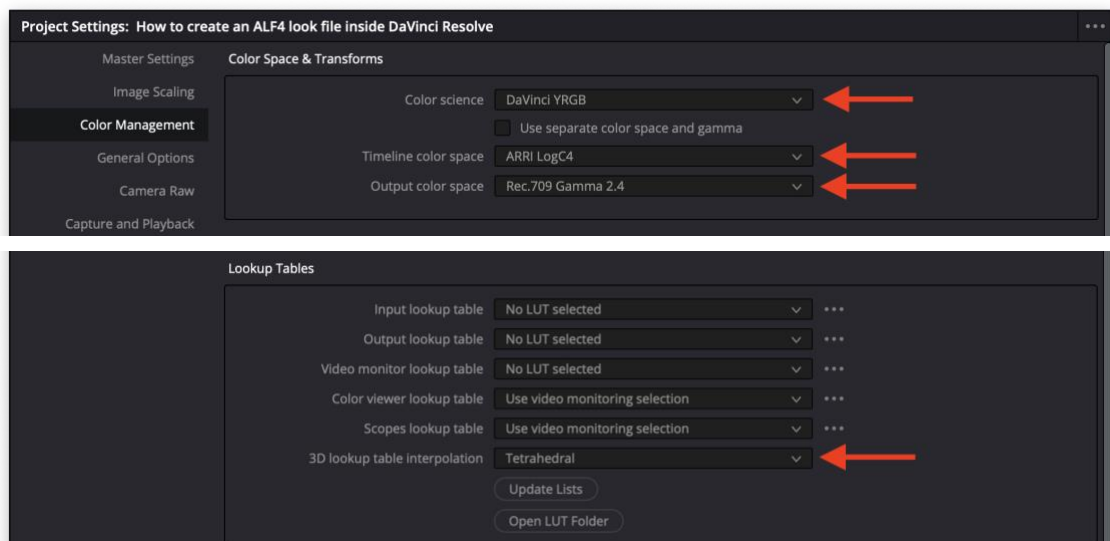 Project Settings: How to create an ALF4 look file inside DaVinci Resolve
Master Settings
Image Scaling
Color Management
General Options
Camera Raw
Capture and Playback
Color Space & Transforms
Color science DaVinci YRGB
Use separate color space and gamma
Timeline color space ARRI LogC4
Output color space Rec.709 Gamma 2.4
Lookup Tables
Input lookup table No LUT selected
Output lookup table No LUT selected
Video monitor lookup table No LUT selected
Color viewer lookup table Use video monitoring selection
Scopes lookup table Use video monitoring selection
3D lookup table interpolation Tetrahedral
Update Lists
Open LUT Folder